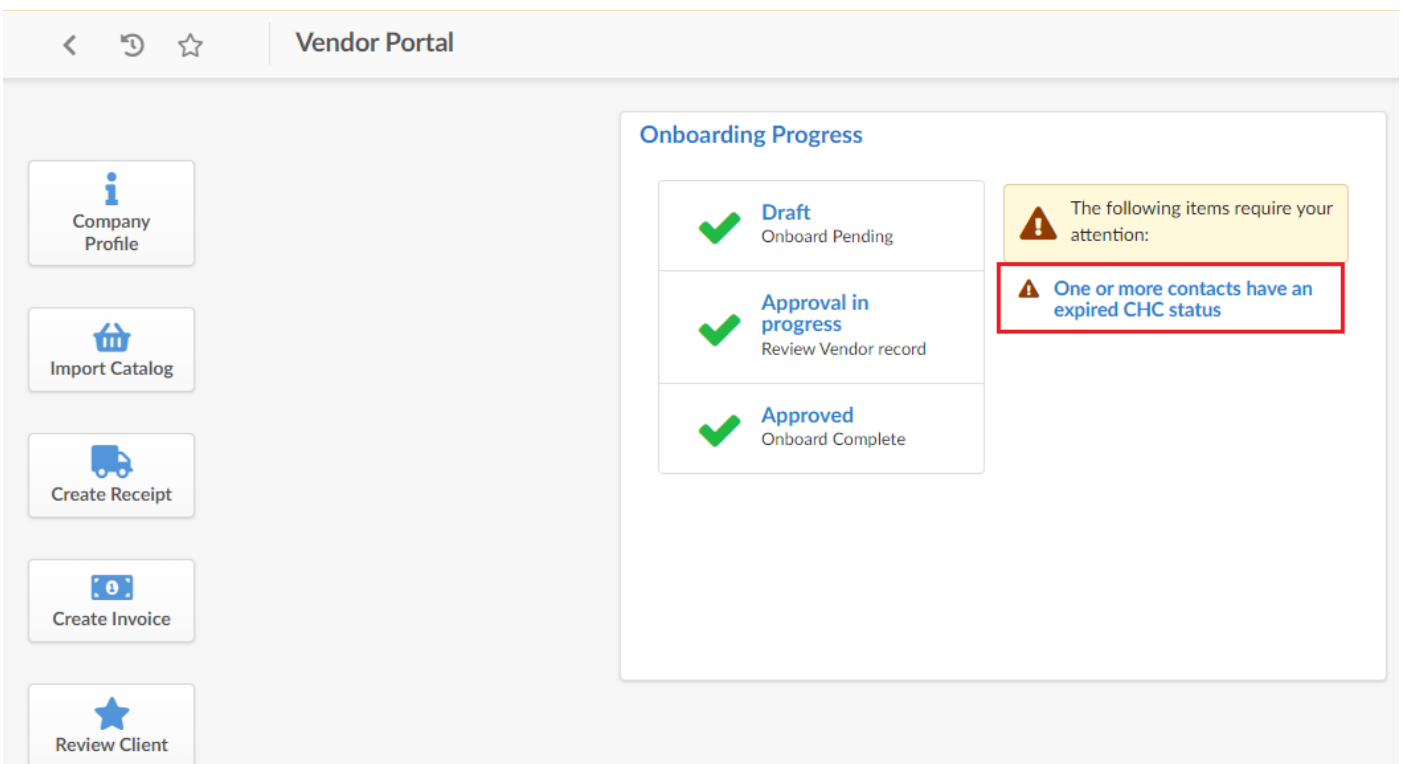 Vendor Portal
Company
Profile
Import Catalog
Create Receipt
Create Invoice
Review Client
Onboarding Progress
Draft
Onboard Pending
Approval in
progress
Review Vendor record
Approved
Onboard Complete
The following items require your
attention:
One or more contacts have an
expired CHC status